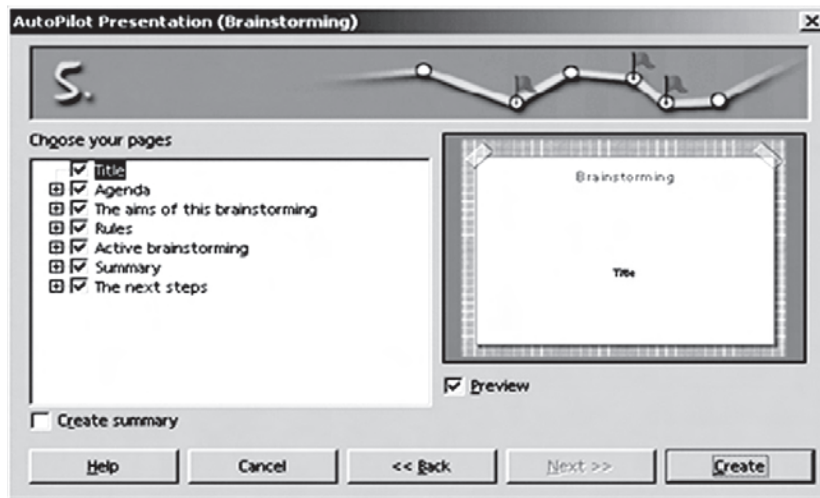 AutoPilot Presentation (Brainstorming)
S.
Choose your pages
Title
Agenda
The aims of this brainstorming
Rules
Active brainstorming
Summary
The next steps
Brainstorming
Title
Preview
Create summary
Help Cancel << Back Next >> Create